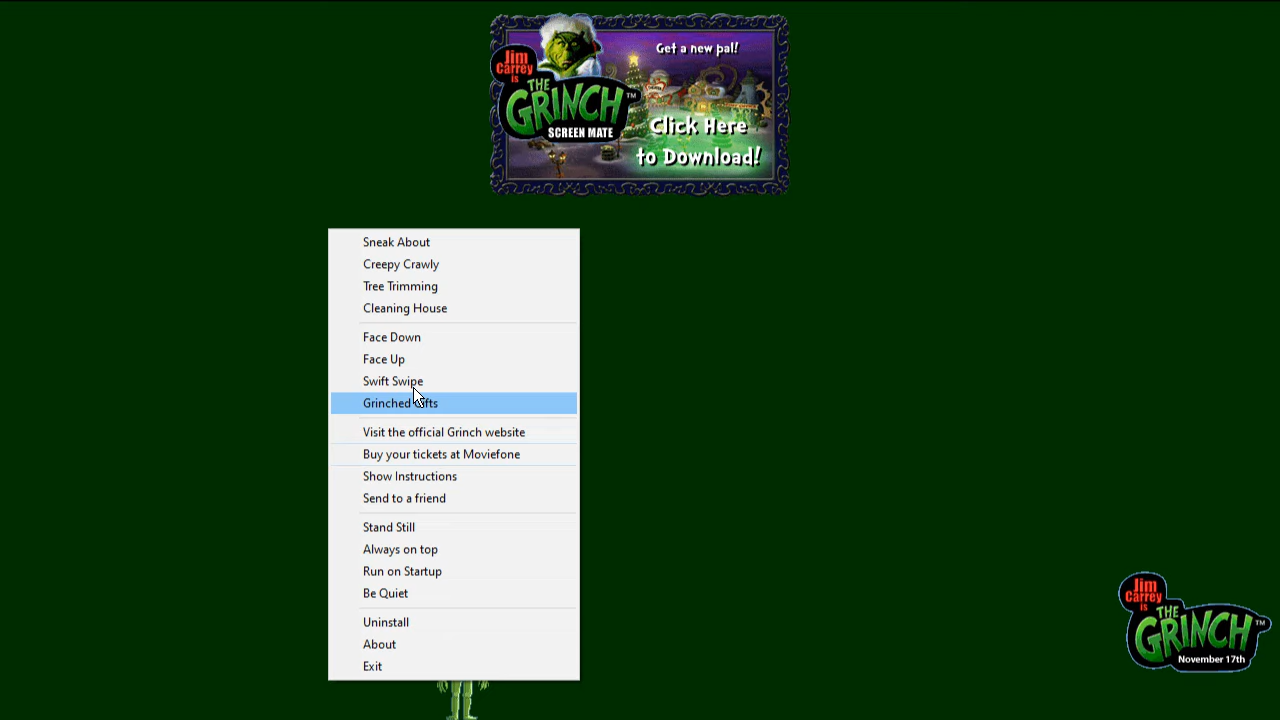 Get a new pal!
Jim
Carrey
is
THE
GRINCH™
SCREEN MATE
Click Here
to Download!
Sneak About
Creepy Crawly
Tree Trimming
Cleaning House
Face Down
Face Up
Swift Swipe
Grinched Gifts
Visit the official Grinch website
Buy your tickets at Moviefone
Show Instructions
Send to a friend
Stand Still
Always on top
Run on Startup
Be Quiet
Uninstall
About
Exit
Jim
Carrey
is
THE
GRINCH™
November 17th